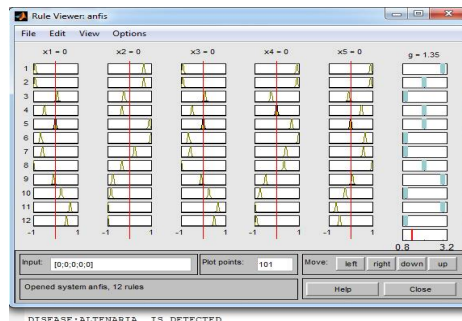 Rule Viewer: anfis
File Edit View Options
x1 = 0 x2 = 0 x3 = 0 x4 = 0 x5 = 0 g = 1.35
1
2
3
4
5
6
7
8
9
10
11
12
-1 1 -1 1 -1 1 -1 1 -1 1
0.8 3.2
Input: [0;0;0;0;0] Plot points: 101 Move: left right down up
Opened system anfis, 12 rules Help Close
DISEASE:ALTENARIA IS DETECTED